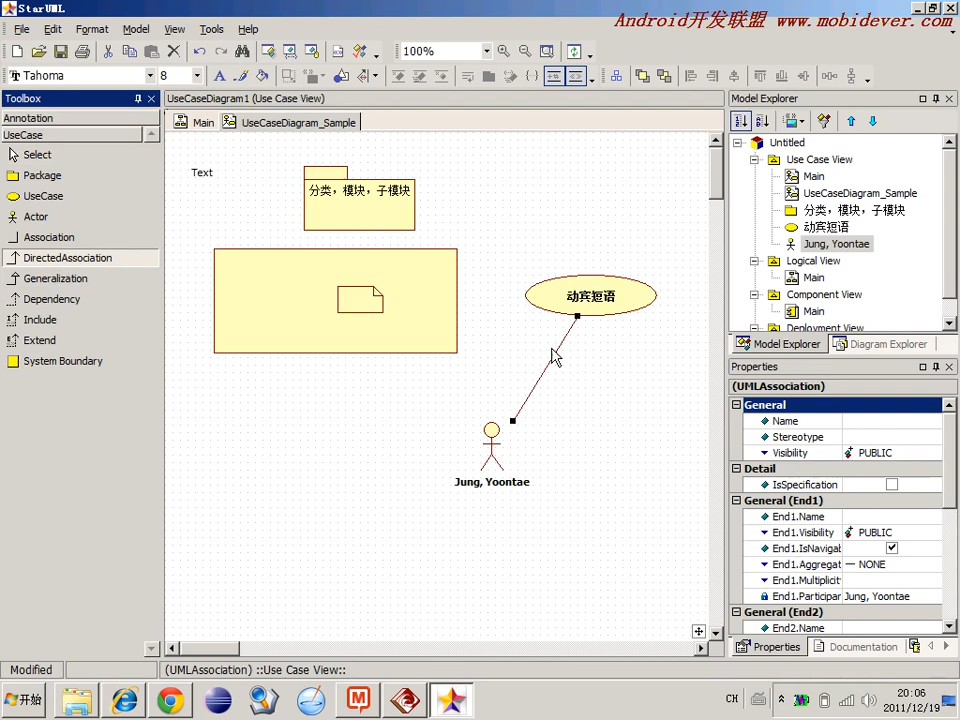 StarUML
Android开发联盟 www.mobidever.com
File Edit Format Model View Tools Help
100%
Tahoma 8
Toolbox
Annotation
UseCase
Select
Package
UseCase
Actor
Association
DirectedAssociation
Generalization
Dependency
Include
Extend
System Boundary
UseCaseDiagram1 (Use Case View)
Main UseCaseDiagram_Sample
Text
分类，模块，子模块
动宾短语
Jung, Yoontae
Model Explorer
Untitled
Use Case View
Main
UseCaseDiagram_Sample
分类，模块，子模块
动宾短语
Jung, Yoontae
Logical View
Main
Component View
Main
Deployment View
Model Explorer Diagram Explorer
Properties
(UMLAssociation)
General
Name
Stereotype
Visibility PUBLIC
Detail
IsSpecification
General (End1)
End1.Name
End1.Visibility PUBLIC
End1.IsNavigab
End1.Aggregat NONE
End1.Multiplicit
End1.Participar Jung, Yoontae
General (End2)
End2.Name
Properties Documentation
Modified (UMLAssociation) ::Use Case View::
开始 CH 20:06
2011/12/19